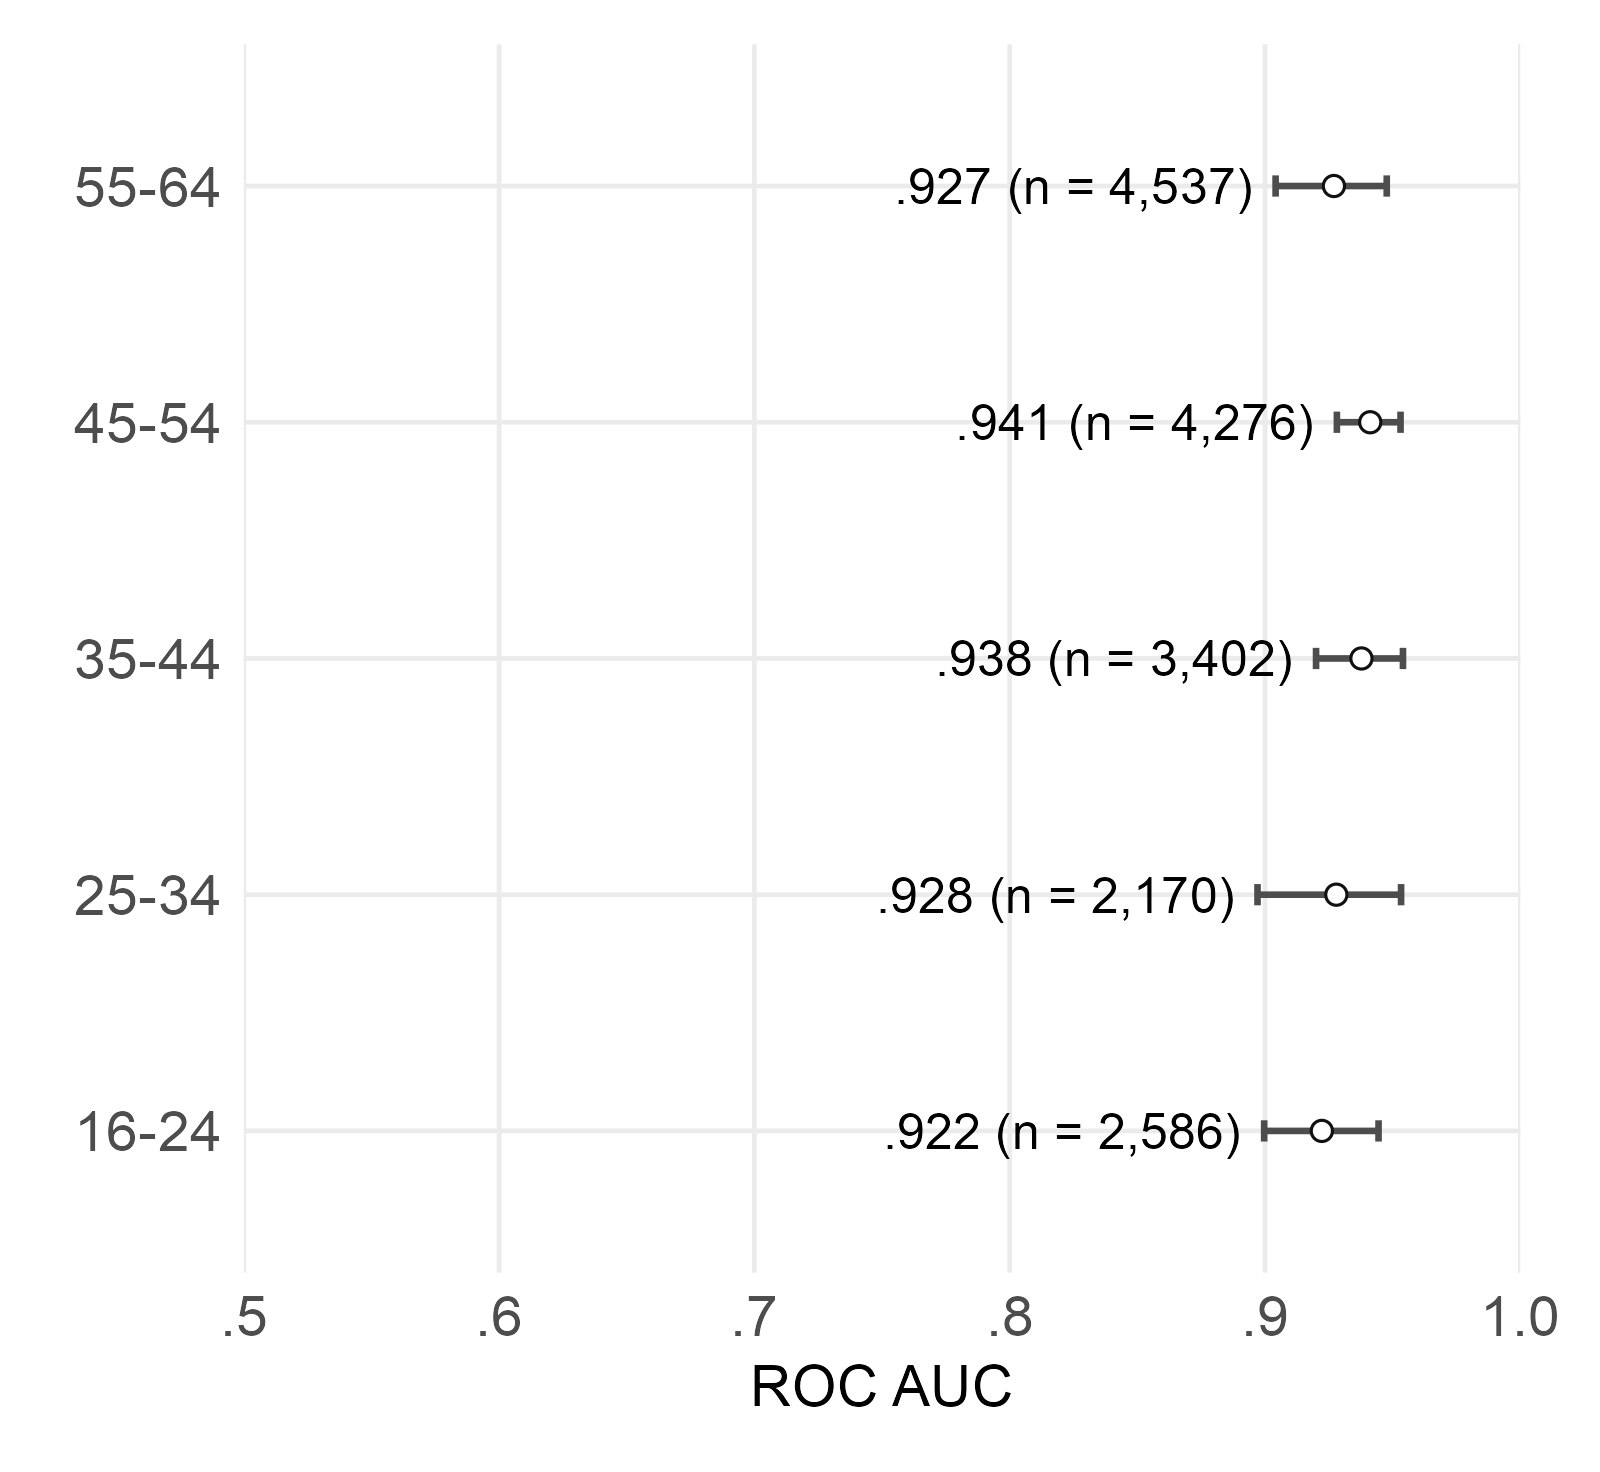 55-64 .927 (n = 4,537)
45-54 .941 (n = 4,276)
35-44 .938 (n = 3,402)
25-34 .928 (n = 2,170)
16-24 .922 (n = 2,586)
.5 .6 .7 .8 .9 1.0
ROC AUC